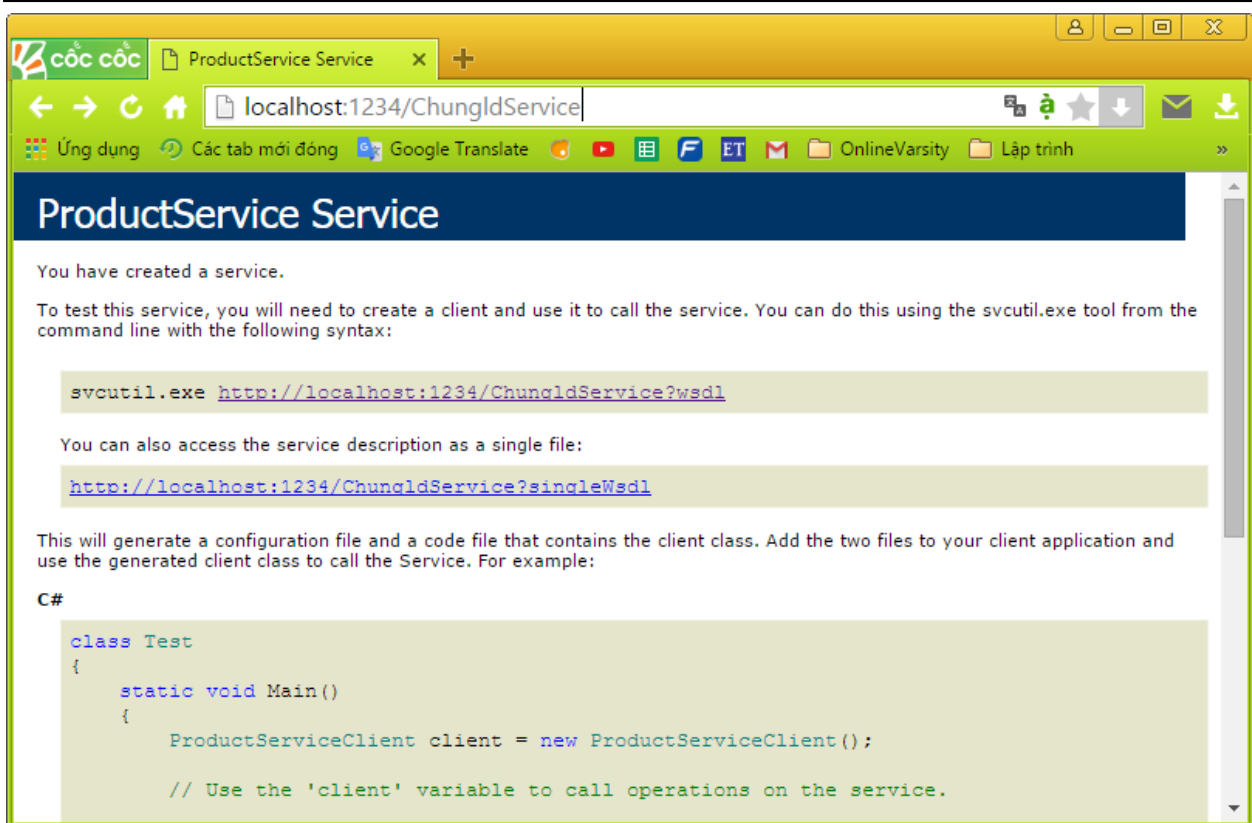 cốc cốc
ProductService Service
localhost:1234/ChungldService
Ứng dụng
Các tab mới đóng
Google Translate
ET
OnlineVarsity
Lập trình
»
ProductService Service
You have created a service.
To test this service, you will need to create a client and use it to call the service. You can do this using the svcutil.exe tool from the
command line with the following syntax:
svcutil.exe http://localhost:1234/ChungldService?wsdl
You can also access the service description as a single file:
http://localhost:1234/ChungldService?singleWsdl
This will generate a configuration file and a code file that contains the client class. Add the two files to your client application and
use the generated client class to call the Service. For example:
C#
class Test
{
static void Main()
{
ProductServiceClient client = new ProductServiceClient();
// Use the 'client' variable to call operations on the service.